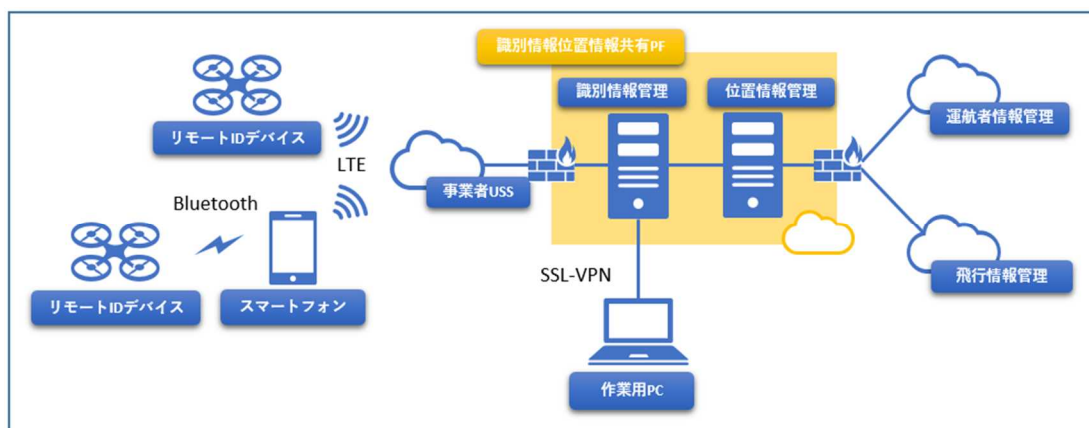 識別情報位置情報共有PF
識別情報管理
位置情報管理
リモートIDデバイス
LTE
事業者USS
運航者情報管理
Bluetooth
リモートIDデバイス
スマートフォン
SSL-VPN
飛行情報管理
作業用PC